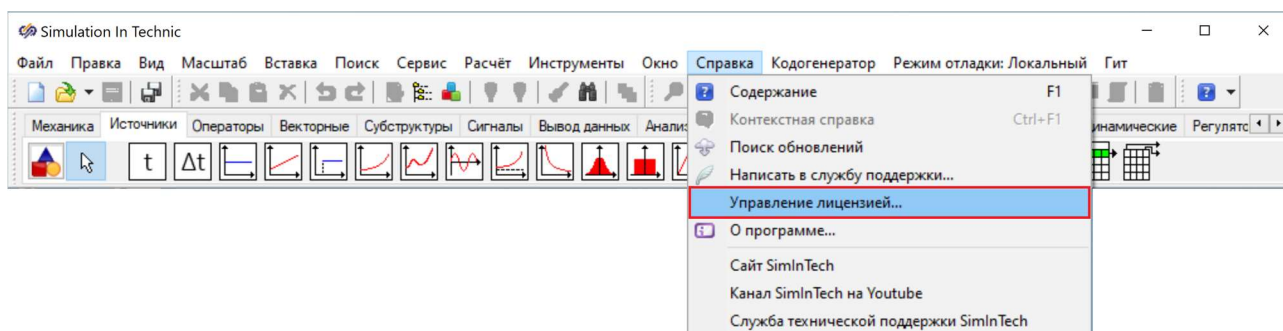 Simulation In Technic
Файл Правка Вид Масштаб Вставка Поиск Сервис Расчёт Инструменты Окно Справка Кодогенератор Режим отладки: Локальный Гит
Механика Источники Операторы Векторные Субструктуры Сигналы Вывод данных
t Δt
Содержание F1
Контекстная справка Ctrl+F1
Поиск обновлений
Написать в службу поддержки...
Управление лицензией...
О программе...
Сайт SimInTech
Канал SimInTech на Youtube
Служба технической поддержки SimInTech